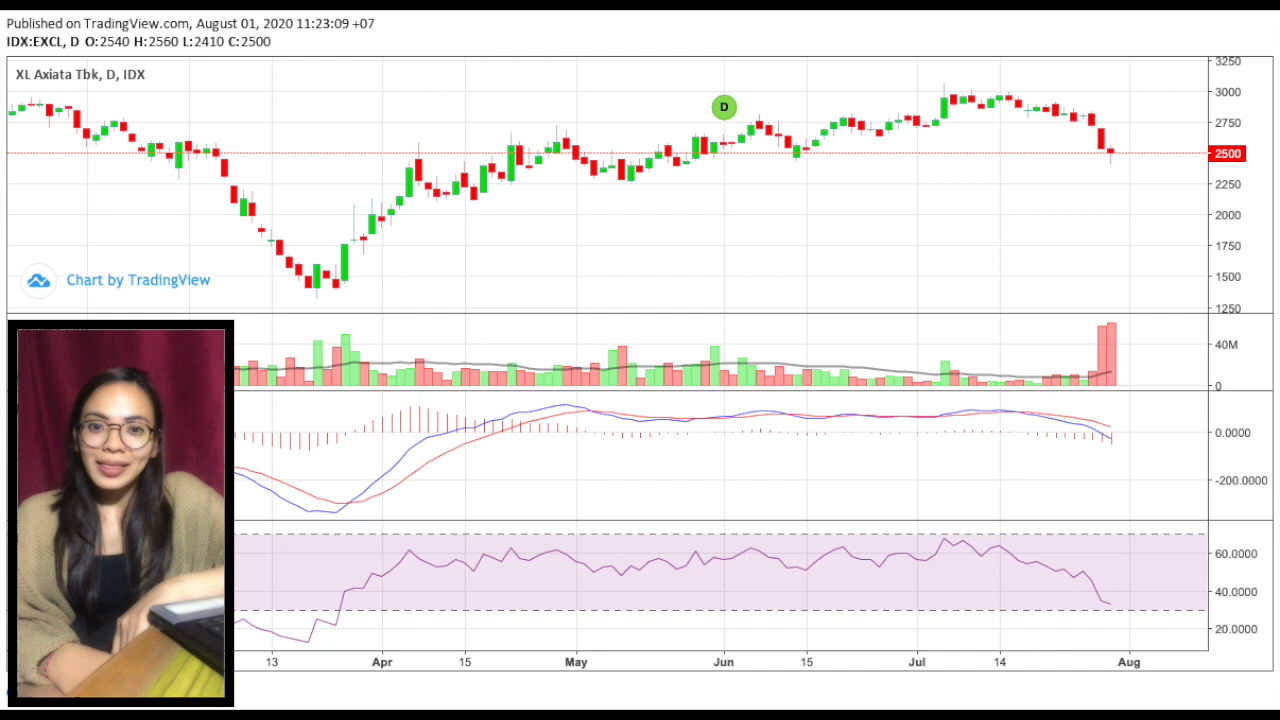 Published on TradingView.com, August 01, 2020 11:23:09 +07
IDX:EXCL, D O:2540 H:2560 L:2410 C:2500
XL Axiata Tbk, D, IDX
3250
3000
D
2750
2500
2250
2000
1750
1500
1250
Chart by TradingView
40M
0
0.0000
-200.0000
60.0000
40.0000
20.0000
13 Apr 15 May Jun 15 Jul 14 Aug